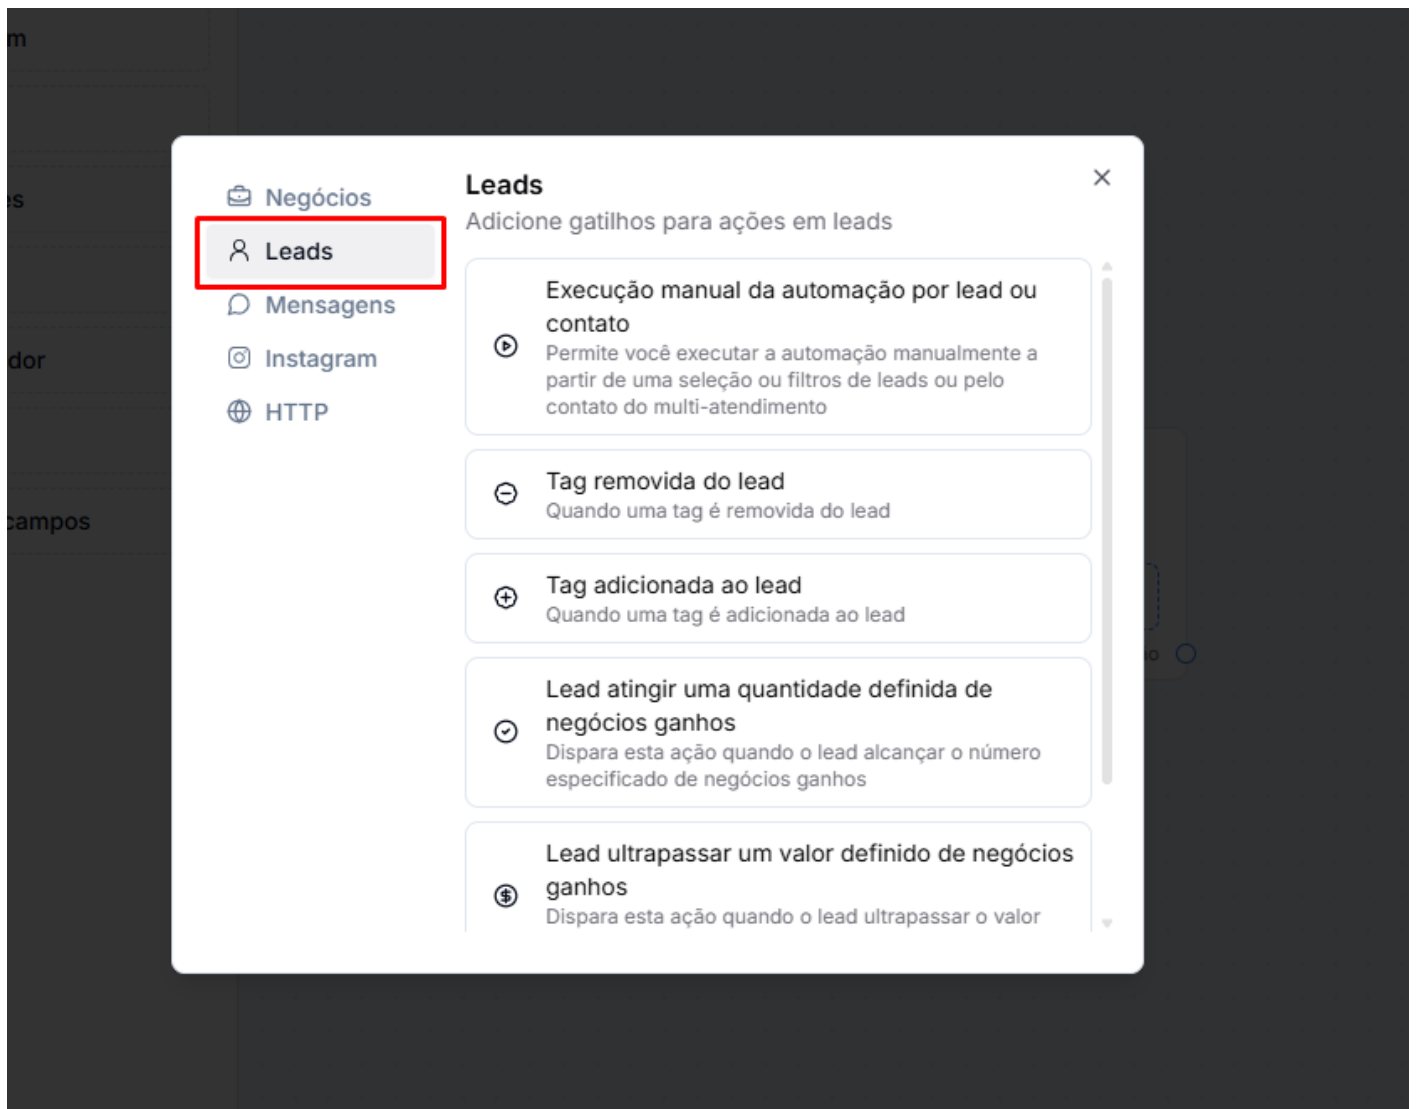 m
Negócios
Leads
Mensagens
Instagram
HTTP
Leads
Adicione gatilhos para ações em leads
Execução manual da automação por lead ou
contato
Permite você executar a automação manualmente a
partir de uma seleção ou filtros de leads ou pelo
contato do multi-atendimento
Tag removida do lead
Quando uma tag é removida do lead
Tag adicionada ao lead
Quando uma tag é adicionada ao lead
Lead atingir uma quantidade definida de
negócios ganhos
Dispara esta ação quando o lead alcançar o número
especificado de negócios ganhos
Lead ultrapassar um valor definido de negócios
ganhos
Dispara esta ação quando o lead ultrapassar o valor
es
dor
campos